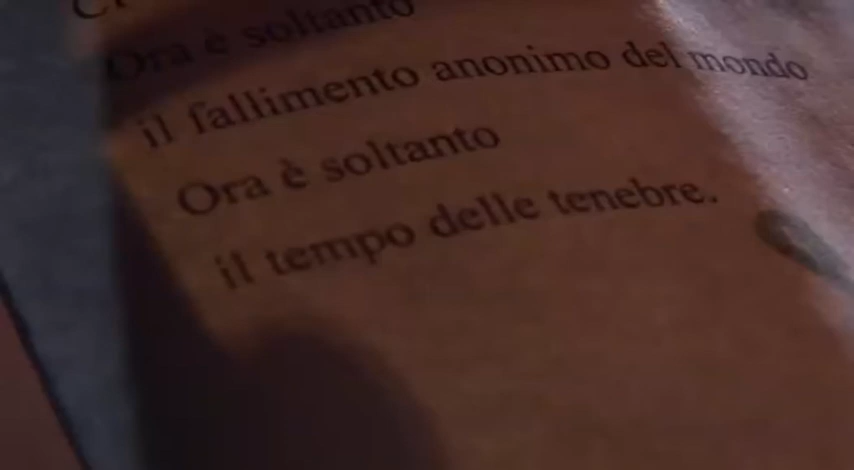 Ora è soltanto
il fallimento anonimo del mondo
Ora è soltanto
il tempo delle tenebre.